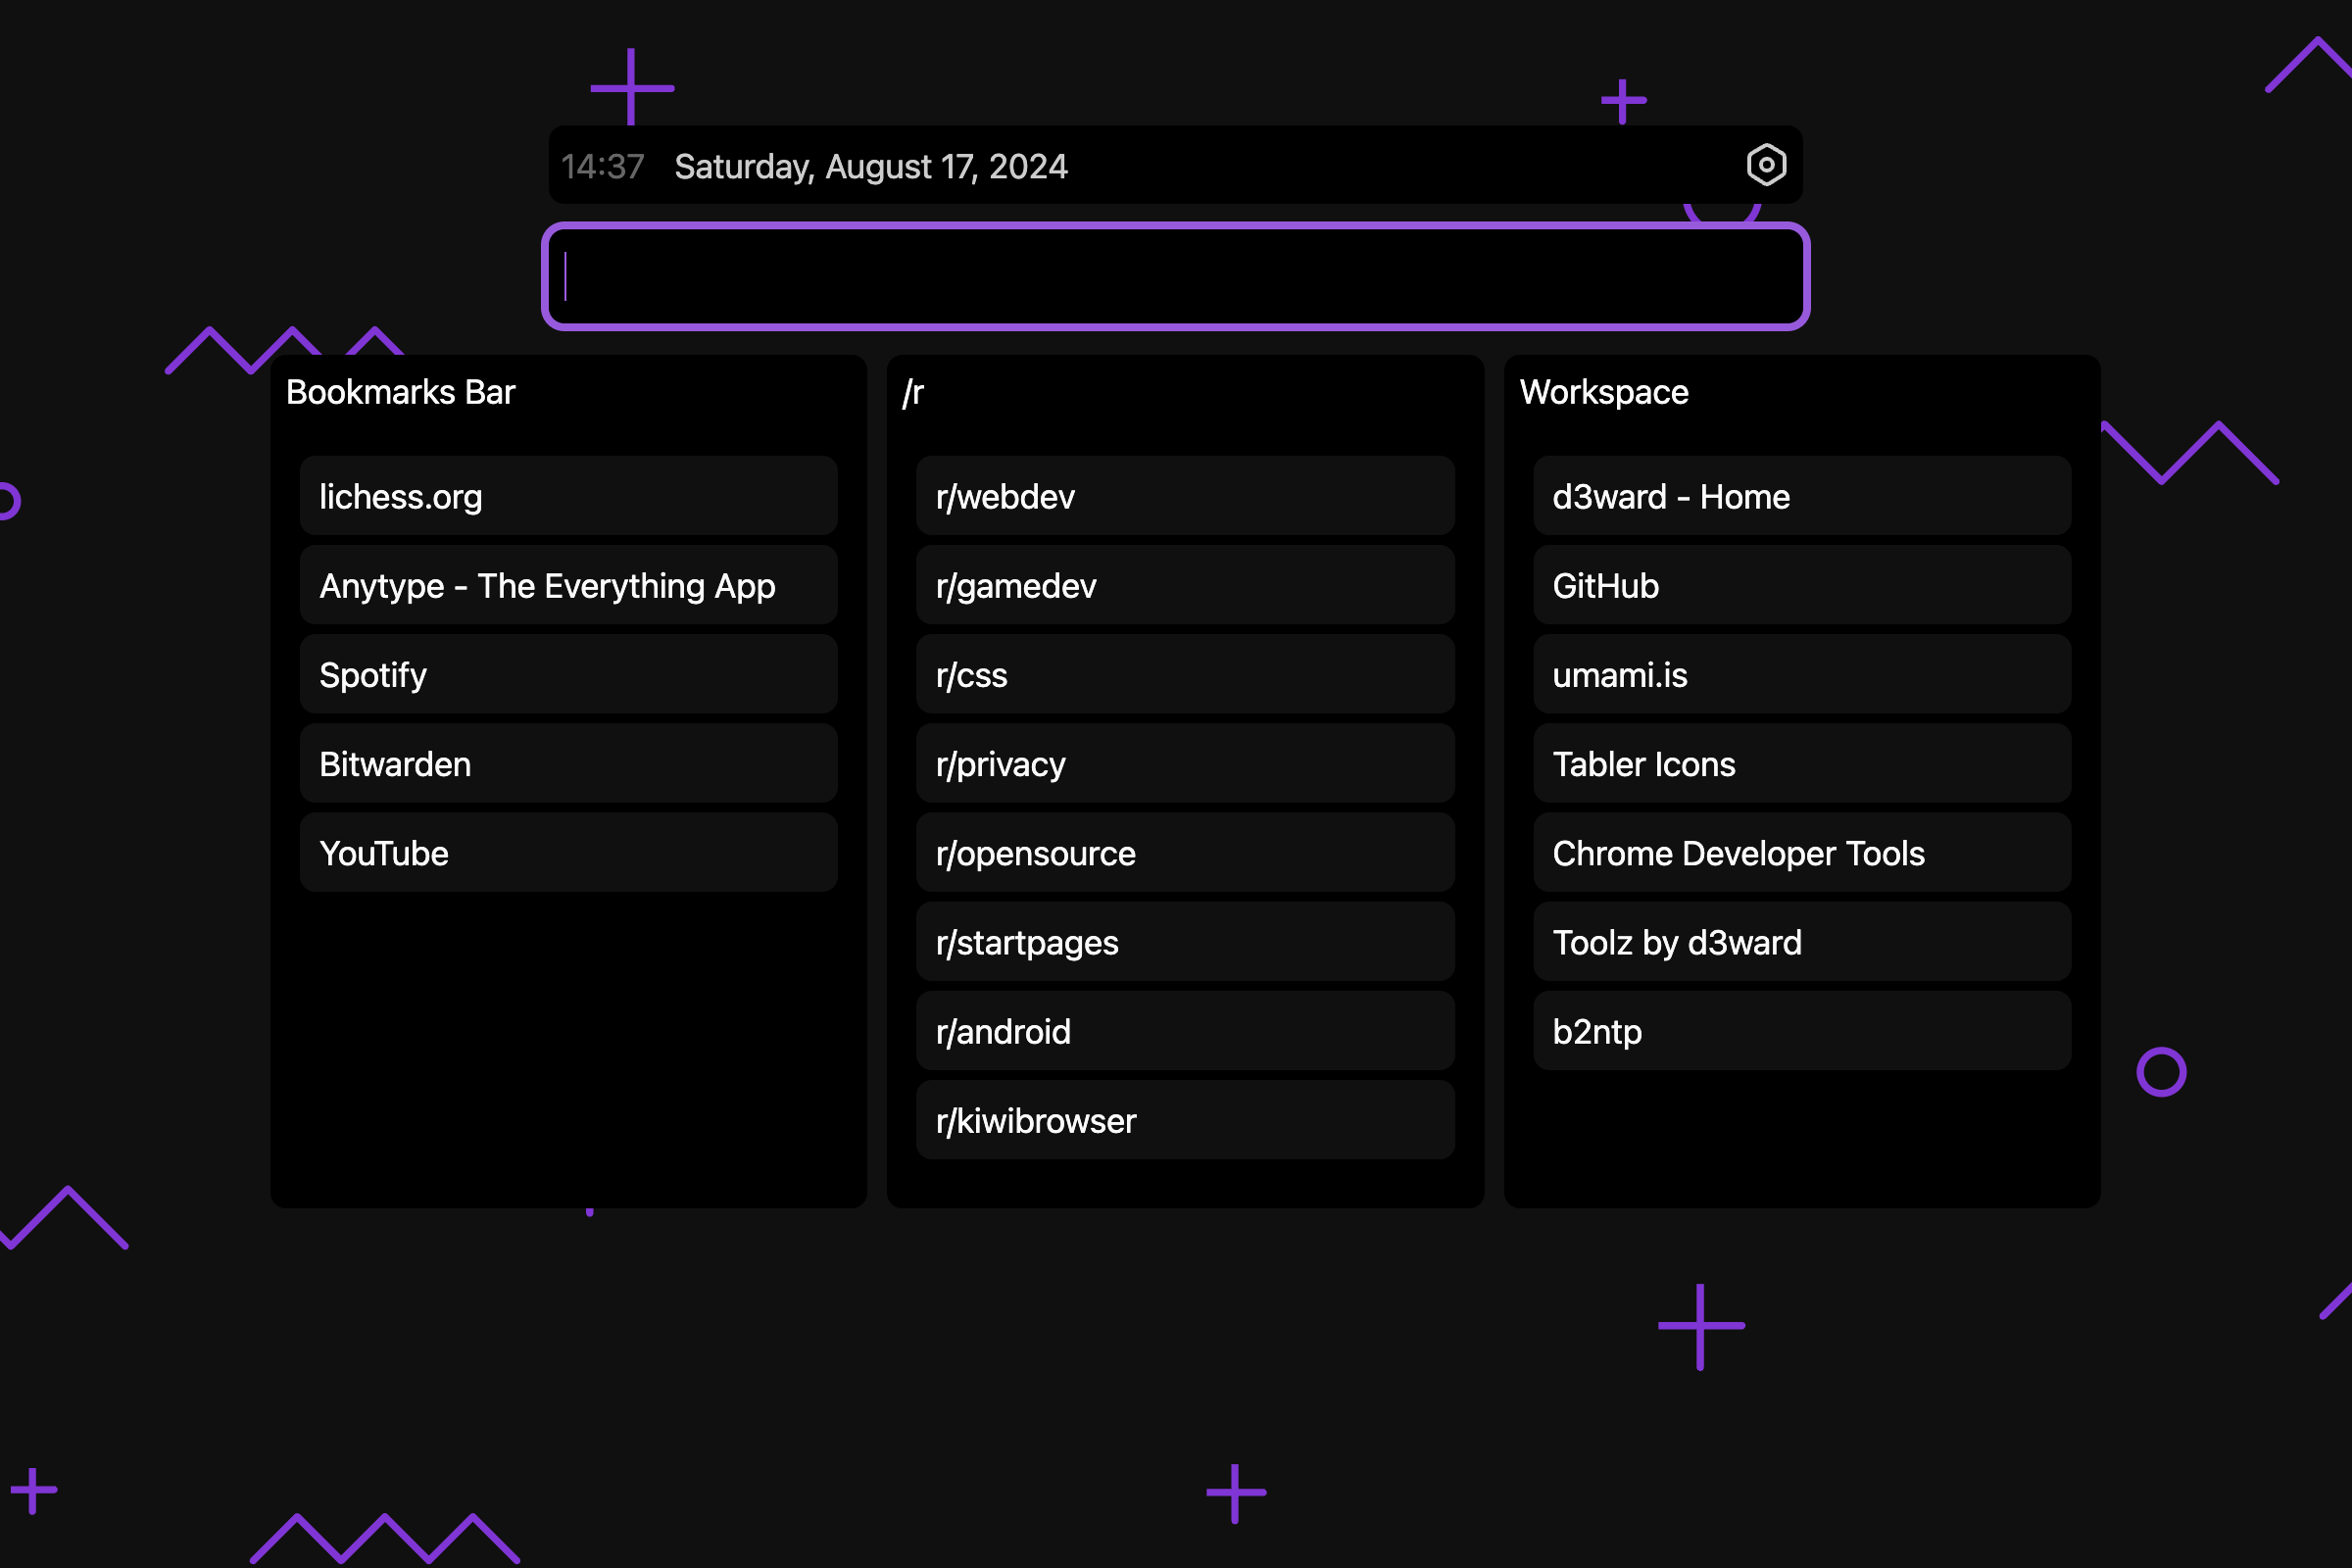 14:37 Saturday, August 17, 2024
Bookmarks Bar
lichess.org
Anytype - The Everything App
Spotify
Bitwarden
YouTube
/r
r/webdev
r/gamedev
r/css
r/privacy
r/opensource
r/startpages
r/android
r/kiwibrowser
Workspace
d3ward - Home
GitHub
umami.is
Tabler Icons
Chrome Developer Tools
Toolz by d3ward
b2ntp